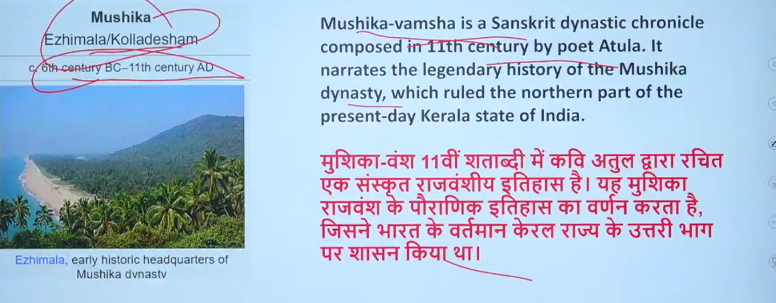 Mushika
Ezhimala/Kolladesham
c. 6th century BC–11th century AD
Ezhimala, early historic headquarters of
Mushika dynasty
Mushika-vamsha is a Sanskrit dynastic chronicle
composed in 11th century by poet Atula. It
narrates the legendary history of the Mushika
dynasty, which ruled the northern part of the
present-day Kerala state of India.
मुशिका-वंश 11वीं शताब्दी में कवि अतुल द्वारा रचित
एक संस्कृत राजवंशीय इतिहास है। यह मुशिका
राजवंश के पौराणिक इतिहास का वर्णन करता है,
जिसने भारत के वर्तमान केरल राज्य के उत्तरी भाग
पर शासन किया था।